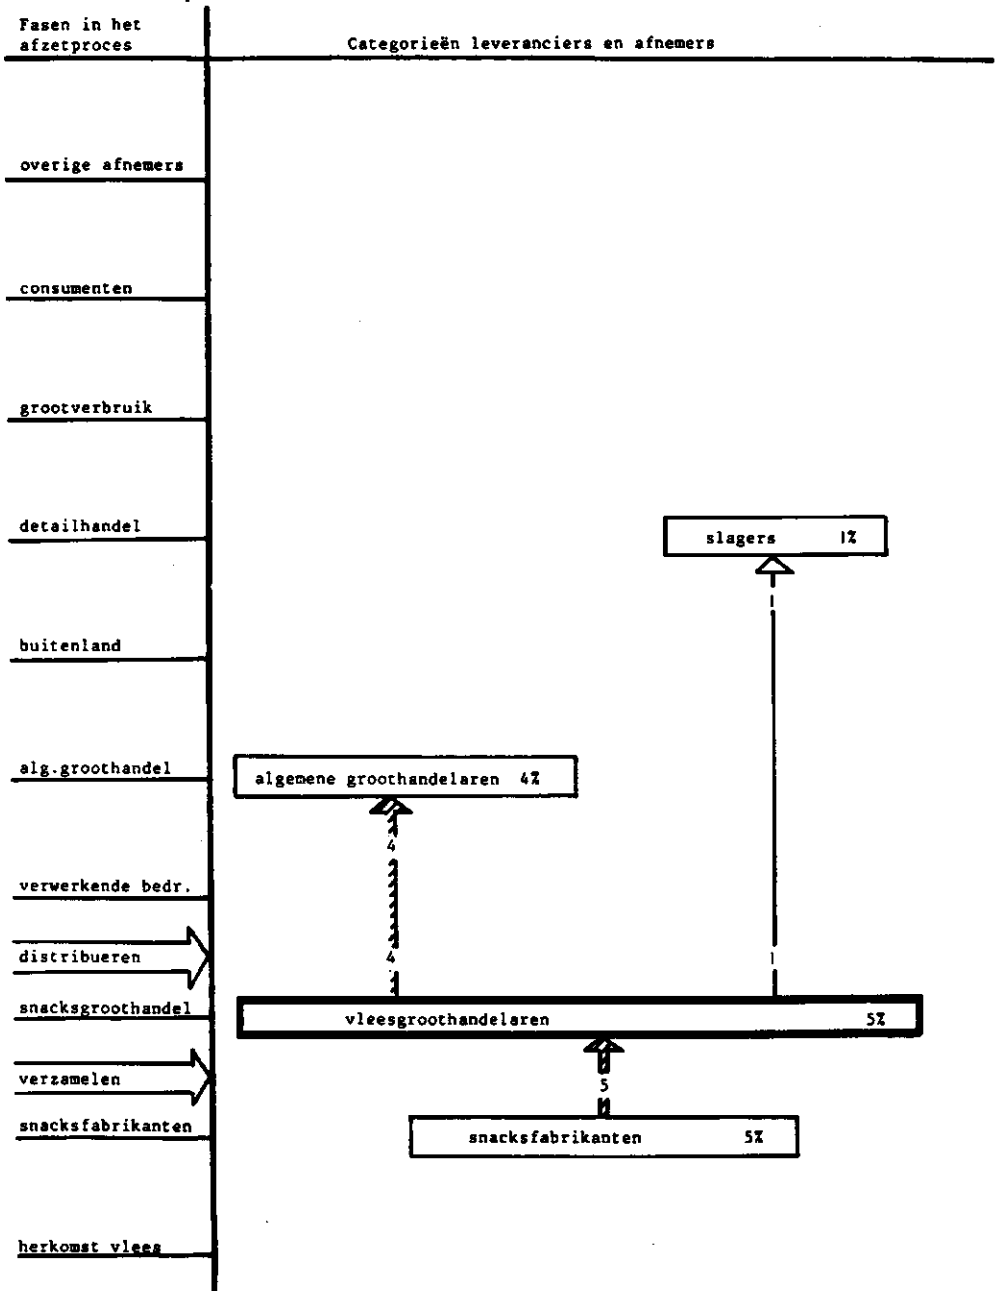 Fasen in het
afzetproces
Categorieën leveranciers en afnemers
overige afnemers
consumenten
grootverbruik
detailhandel
slagers 1%
1
buitenland
alg.groothandel
algemene groothandelaren 4%
4
verwerkende bedr.
distribueren
4
1
snacksgroothandel
vleesgroothandelaren 5%
verzamelen
5
snacksfabrikanten
snacksfabrikanten 5%
herkomst vlees